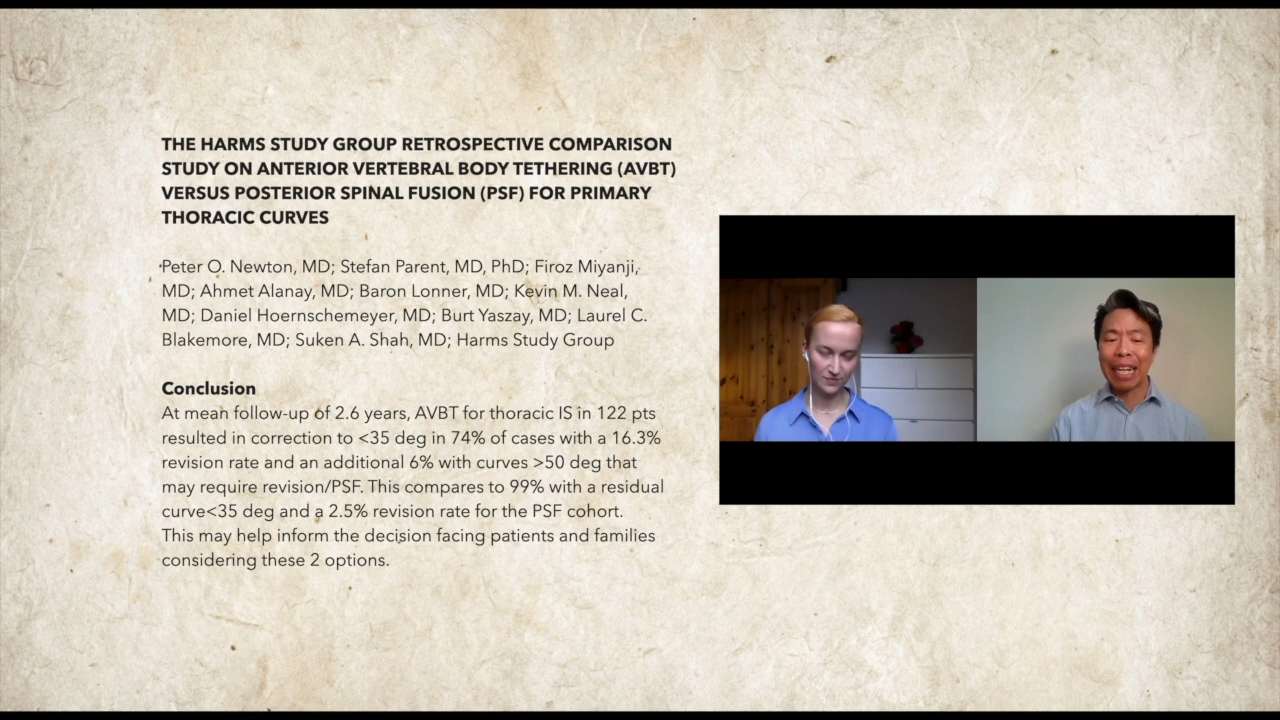 THE HARMS STUDY GROUP RETROSPECTIVE COMPARISON
STUDY ON ANTERIOR VERTEBRAL BODY TETHERING (AVBT)
VERSUS POSTERIOR SPINAL FUSION (PSF) FOR PRIMARY
THORACIC CURVES
Peter O. Newton, MD; Stefan Parent, MD, PhD; Firoz Miyanji,
MD; Ahmet Alanay, MD; Baron Lonner, MD; Kevin M. Neal,
MD; Daniel Hoernschemeyer, MD; Burt Yaszay, MD; Laurel C.
Blakemore, MD; Suken A. Shah, MD; Harms Study Group
Conclusion
At mean follow-up of 2.6 years, AVBT for thoracic IS in 122 pts
resulted in correction to <35 deg in 74% of cases with a 16.3%
revision rate and an additional 6% with curves >50 deg that
may require revision/PSF. This compares to 99% with a residual
curve<35 deg and a 2.5% revision rate for the PSF cohort.
This may help inform the decision facing patients and families
considering these 2 options.